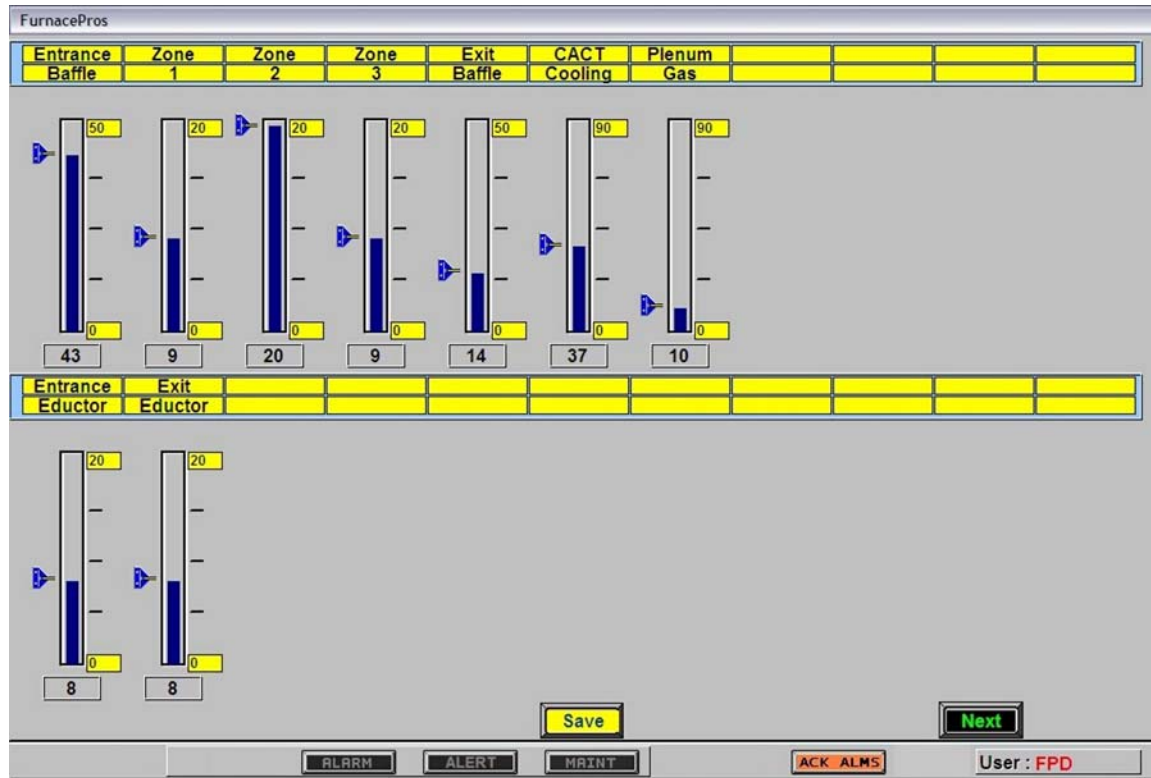 FurnacePros
Entrance Zone Zone Zone Exit CACT Plenum
Baffle 1 2 3 Baffle Cooling Gas
50 20 20 20 50 90 90
0 0 0 0 0 0 0
43 9 20 9 14 37 10
Entrance Exit
Eductor Eductor
20 20
0 0
8 8
Save Next
ALARM ALERT MAINT ACK ALMS User : FPD